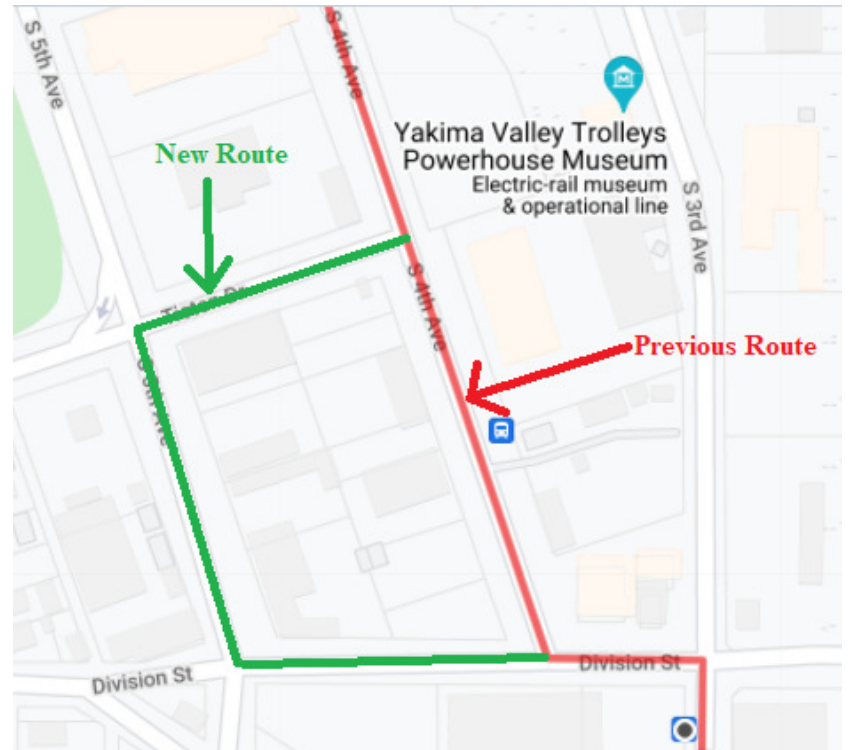 S 5th Ave
S 4th Ave
Yakima Valley Trolleys
Powerhouse Museum
Electric-rail museum
& operational line
New Route
S 3rd Ave
S 4th Ave
Previous Route
Division St
Division St